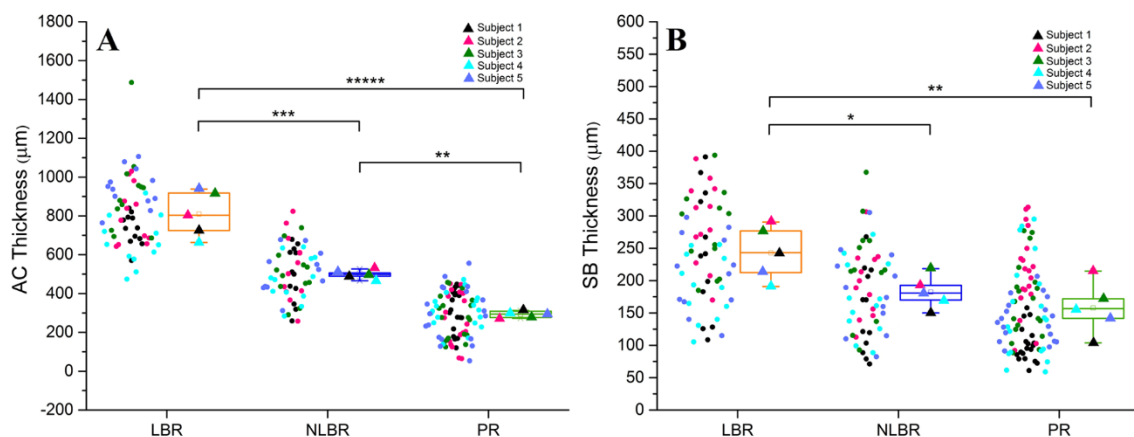 A
Subject 1
Subject 2
Subject 3
Subject 4
Subject 5
*****
***
**
AC Thickness (μm)
1800
1600
1400
1200
1000
800
600
400
200
0
-200
LBR NLBR PR
B
Subject 1
Subject 2
Subject 3
Subject 4
Subject 5
**
*
SB Thickness (μm)
600
550
500
450
400
350
300
250
200
150
100
50
0
LBR NLBR PR